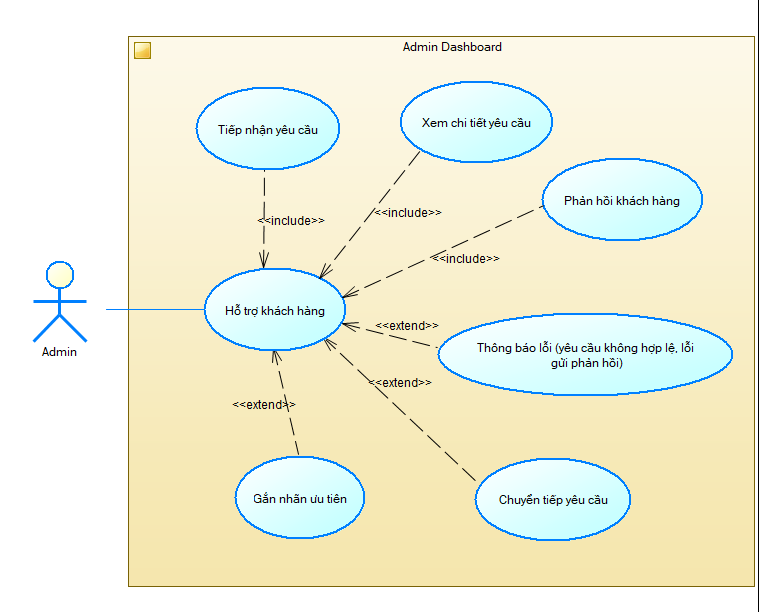 Admin Dashboard
Tiếp nhận yêu cầu
Xem chi tiết yêu cầu
Phản hồi khách hàng
<<include>>
<<include>>
<<include>>
Hỗ trợ khách hàng
Admin
<<extend>>
Thông báo lỗi (yêu cầu không hợp lệ, lỗi
gửi phản hồi)
<<extend>>
<<extend>>
Gắn nhãn ưu tiên
Chuyển tiếp yêu cầu